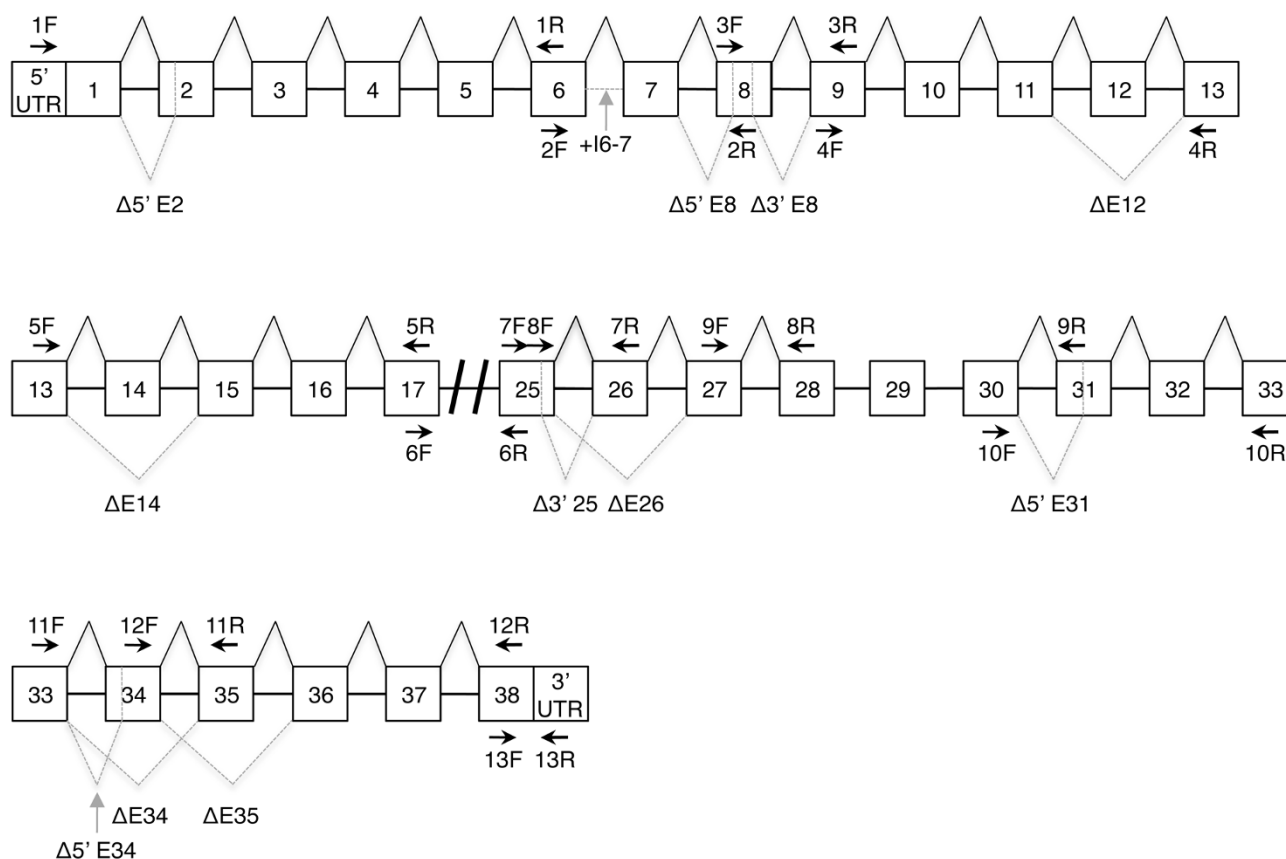 1F 1R 3F 3R
5' UTR 1 2 3 4 5 6 7 8 9 10 11 12 13
2F +I6-7 2R 4F 4R
Δ5' E2 Δ5' E8 Δ3' E8 ΔE12
5F 5R 7F 8F 7R 9F 8R 9R
13 14 15 16 17 25 26 27 28 29 30 31 32 33
6F 6R 10F 10R
ΔE14 Δ3' 25 ΔE26 Δ5' E31
11F 12F 11R 12R
33 34 35 36 37 38 3' UTR
13F 13R
ΔE34 ΔE35
Δ5' E34